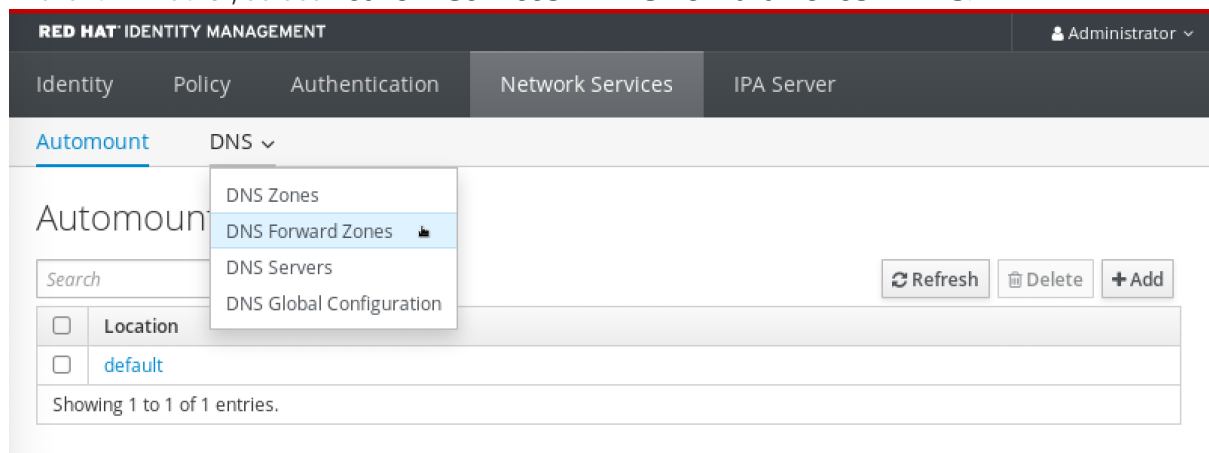 RED HAT® IDENTITY MANAGEMENT Administrator
Identity Policy Authentication Network Services IPA Server
Automount DNS
DNS Zones
DNS Forward Zones
DNS Servers
DNS Global Configuration
Search Refresh Delete Add
Location
default
Showing 1 to 1 of 1 entries.